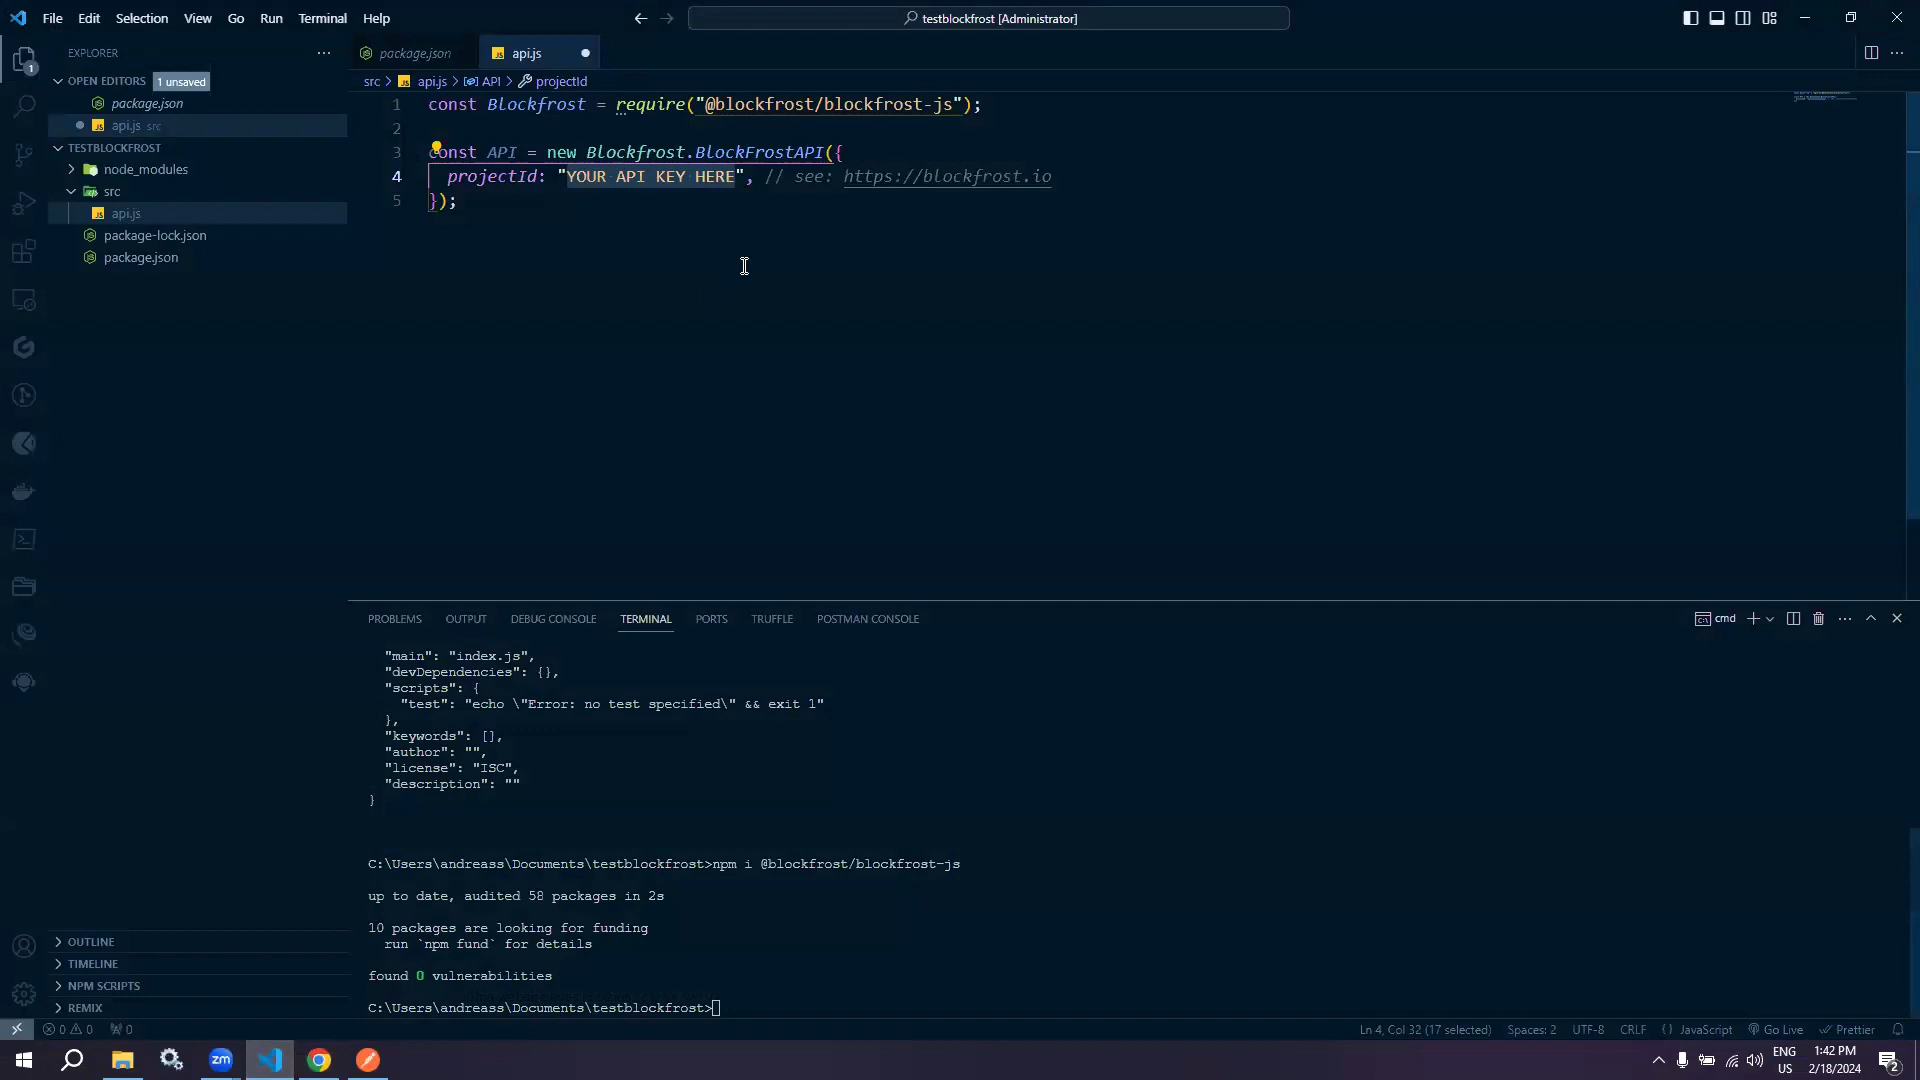 File Edit Selection View Go Run Terminal Help
testblockfrost [Administrator]
EXPLORER
package.json
api.js
OPEN EDITORS 1 unsaved
src > api.js > API > projectId
package.json
api.js src
TESTBLOCKFROST
node_modules
src
api.js
package-lock.json
package.json
1 const Blockfrost = require("@blockfrost/blockfrost-js");
2
3 const API = new Blockfrost.BlockFrostAPI({
4 projectId: "YOUR API KEY HERE", // see: https://blockfrost.io
5 });
PROBLEMS OUTPUT DEBUG CONSOLE TERMINAL PORTS TRUFFLE POSTMAN CONSOLE
cmd
"main": "index.js",
"devDependencies": {},
"scripts": {
"test": "echo \"Error: no test specified\" && exit 1"
},
"keywords": [],
"author": "",
"license": "ISC",
"description": ""
}
C:\Users\andreass\Documents\testblockfrost>npm i @blockfrost/blockfrost-js
up to date, audited 58 packages in 2s
10 packages are looking for funding
run `npm fund` for details
found 0 vulnerabilities
C:\Users\andreass\Documents\testblockfrost>
OUTLINE
TIMELINE
NPM SCRIPTS
REMIX
0 0 0
Ln 4, Col 32 (17 selected) Spaces: 2 UTF-8 CRLF { } JavaScript Go Live Prettier
1
zm
ENG
US
1:42 PM
2/18/2024
2